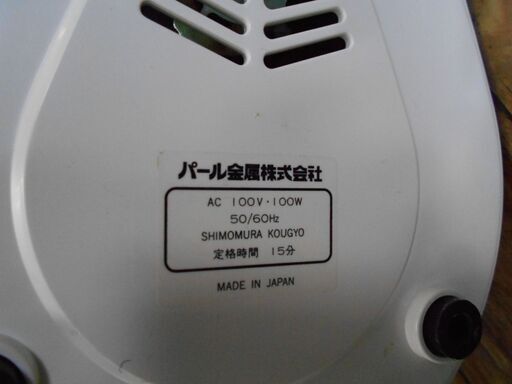 パール金属株式会社
AC 100V・100W
50/60Hz
SHIMOMURA KOUGYO
定格時間 15分
MADE IN JAPAN